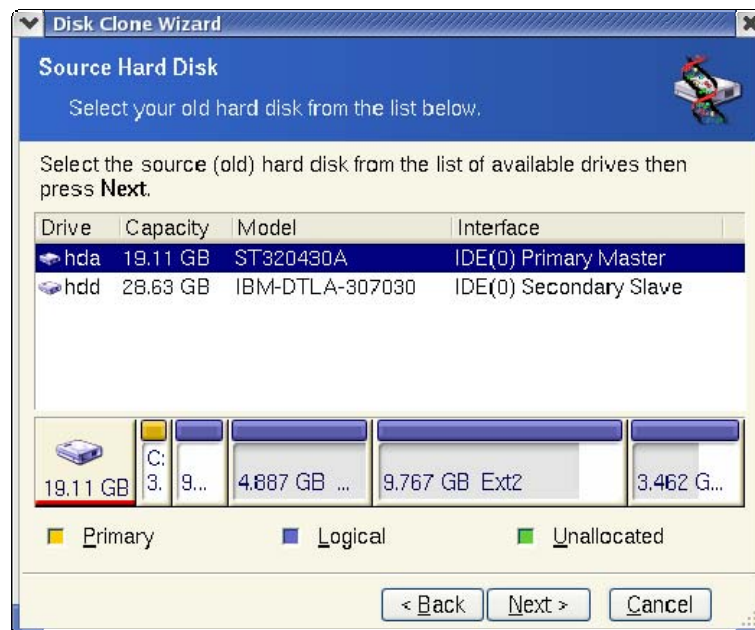 Disk Clone Wizard
Source Hard Disk
Select your old hard disk from the list below.
Select the source (old) hard disk from the list of available drives then
press Next.
Drive Capacity Model Interface
hda 19.11 GB ST320430A IDE(0) Primary Master
hdd 28.63 GB IBM-DTLA-307030 IDE(0) Secondary Slave
C:
19.11 GB 3. 9... 4.887 GB ... 9.767 GB Ext2 3.462 G...
Primary Logical Unallocated
< Back Next > Cancel